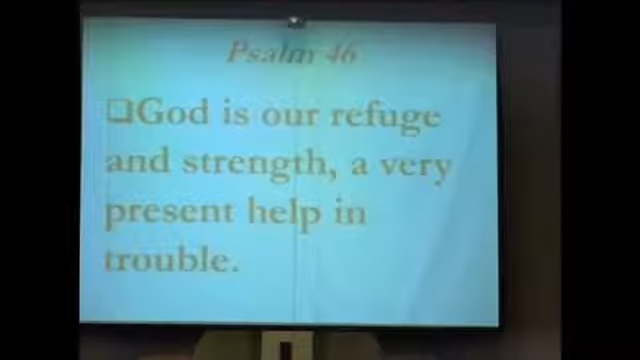 Psalm 46
❑God is our refuge
and strength, a very
present help in
trouble.